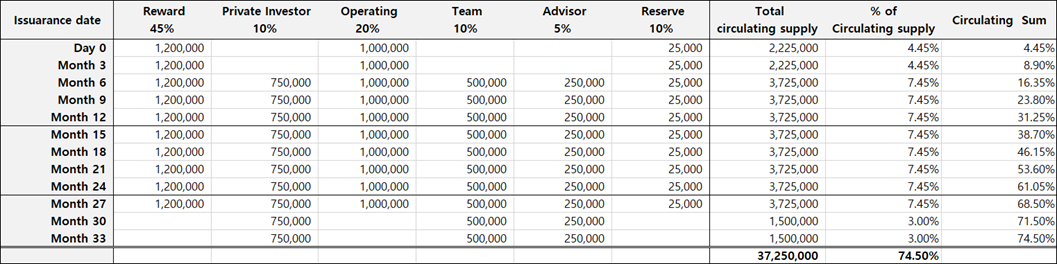 Issuarance date Reward 45% Private Investor 10% Operating 20% Team 10% Advisor 5% Reserve 10% Total circulating supply % of Circulating supply Circulating Sum
Day 0 1,200,000 1,000,000 25,000 2,225,000 4.45% 4.45%
Month 3 1,200,000 1,000,000 25,000 2,225,000 4.45% 8.90%
Month 6 1,200,000 750,000 1,000,000 500,000 250,000 25,000 3,725,000 7.45% 16.35%
Month 9 1,200,000 750,000 1,000,000 500,000 250,000 25,000 3,725,000 7.45% 23.80%
Month 12 1,200,000 750,000 1,000,000 500,000 250,000 25,000 3,725,000 7.45% 31.25%
Month 15 1,200,000 750,000 1,000,000 500,000 250,000 25,000 3,725,000 7.45% 38.70%
Month 18 1,200,000 750,000 1,000,000 500,000 250,000 25,000 3,725,000 7.45% 46.15%
Month 21 1,200,000 750,000 1,000,000 500,000 250,000 25,000 3,725,000 7.45% 53.60%
Month 24 1,200,000 750,000 1,000,000 500,000 250,000 25,000 3,725,000 7.45% 61.05%
Month 27 1,200,000 750,000 1,000,000 500,000 250,000 25,000 3,725,000 7.45% 68.50%
Month 30 750,000 500,000 250,000 1,500,000 3.00% 71.50%
Month 33 750,000 500,000 250,000 1,500,000 3.00% 74.50%
37,250,000 74.50%